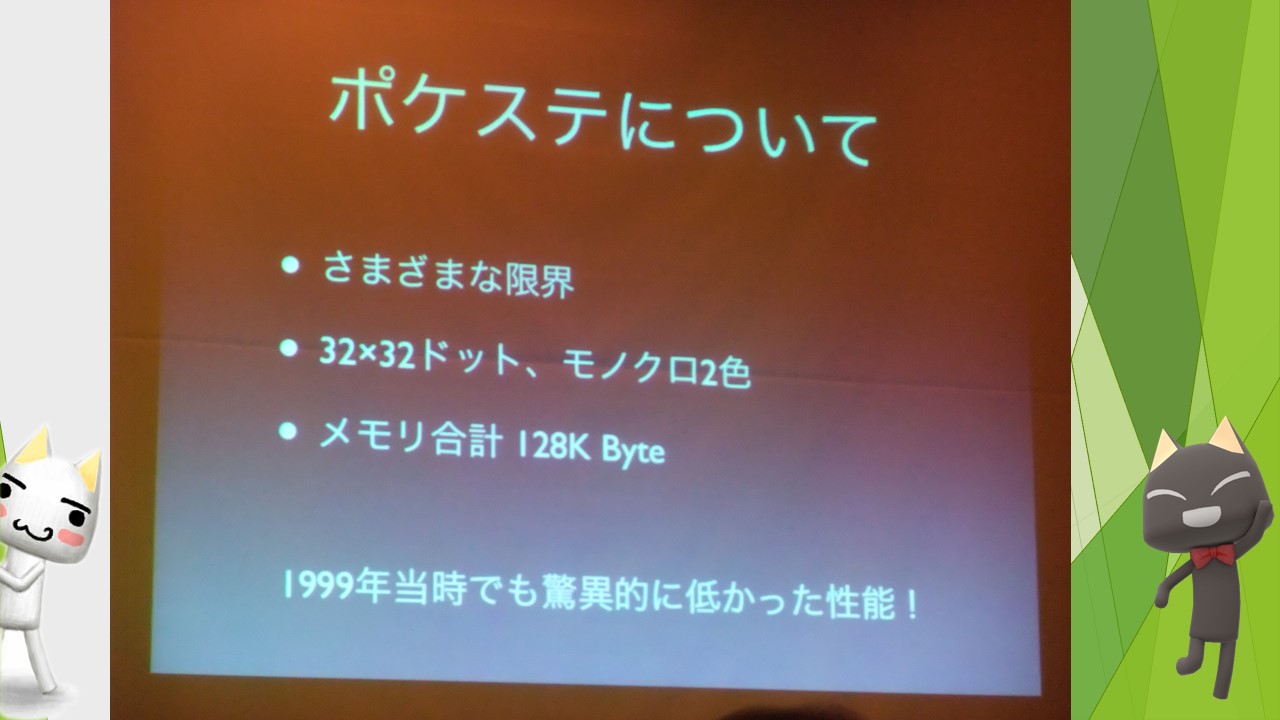 ポケステについて
● さまざまな限界
● 32×32ドット、モノクロ2色
● メモリ合計 128K Byte
1999年当時でも驚異的に低かった性能！